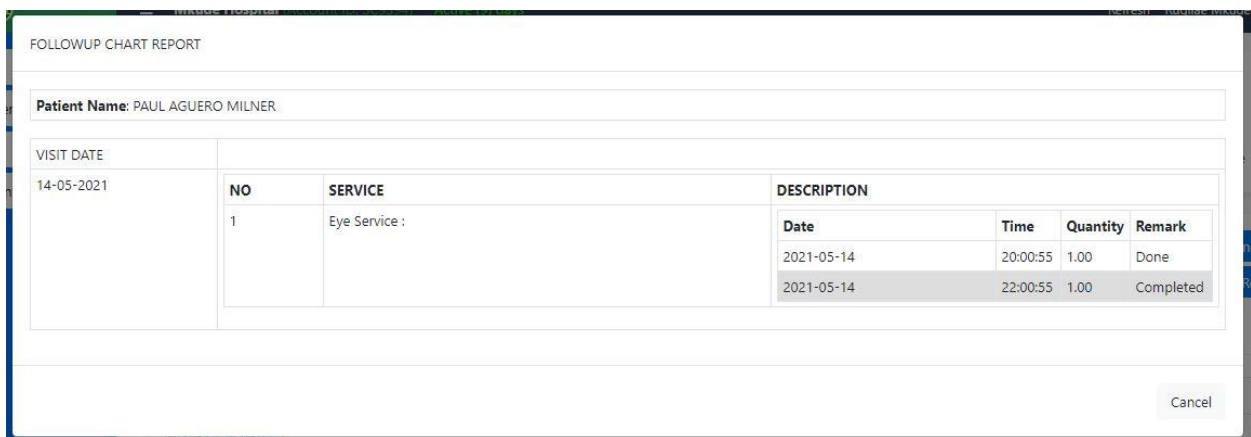 Mkude Hospital
FOLLOWUP CHART REPORT
Patient Name: PAUL AGUERO MILNER
VISIT DATE
14-05-2021
NO SERVICE DESCRIPTION
1 Eye Service :
Date Time Quantity Remark
2021-05-14 20:00:55 1.00 Done
2021-05-14 22:00:55 1.00 Completed
Cancel